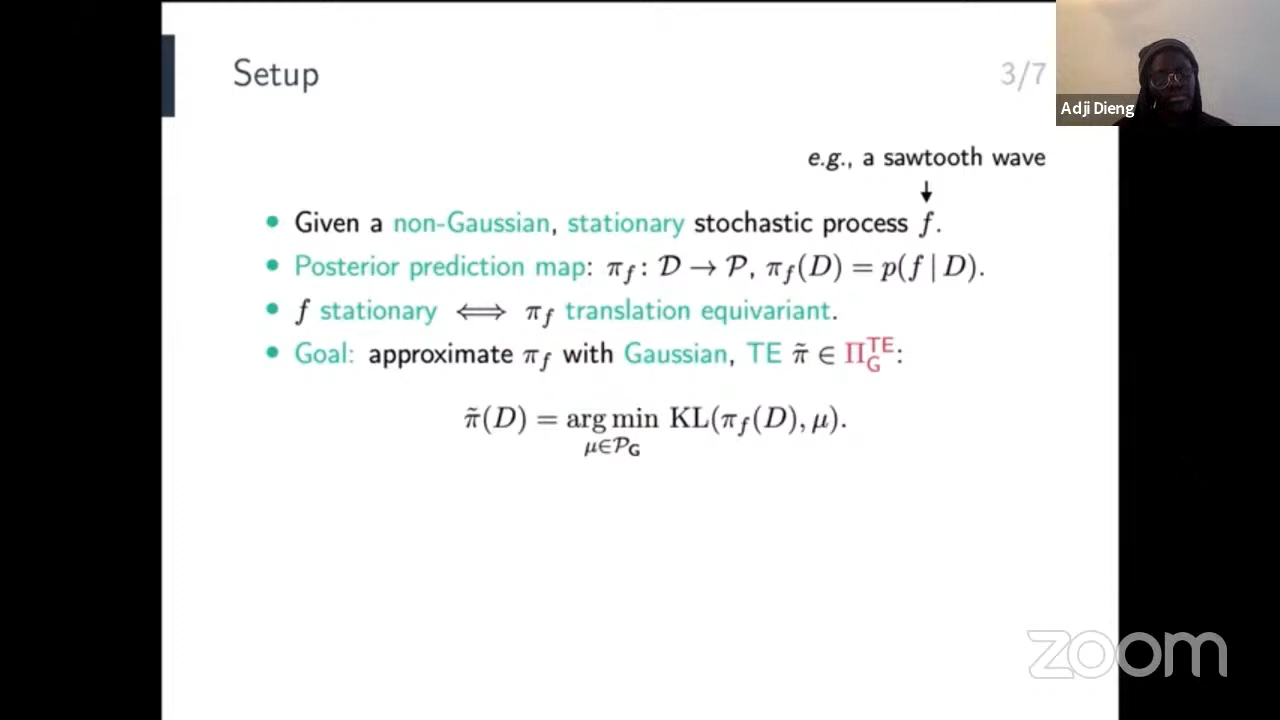 Setup
3/7
Adji Dieng
e.g., a sawtooth wave
↓
• Given a non-Gaussian, stationary stochastic process f.
• Posterior prediction map: π_f : 𝒟 → 𝒫, π_f(D) = p(f | D).
• f stationary ⟺ π_f translation equivariant.
• Goal: approximate π_f with Gaussian, TE π̃ ∈ Π_G^TE:
π̃(D) = arg min KL(π_f(D), μ).
μ∈𝒫_G
zoom